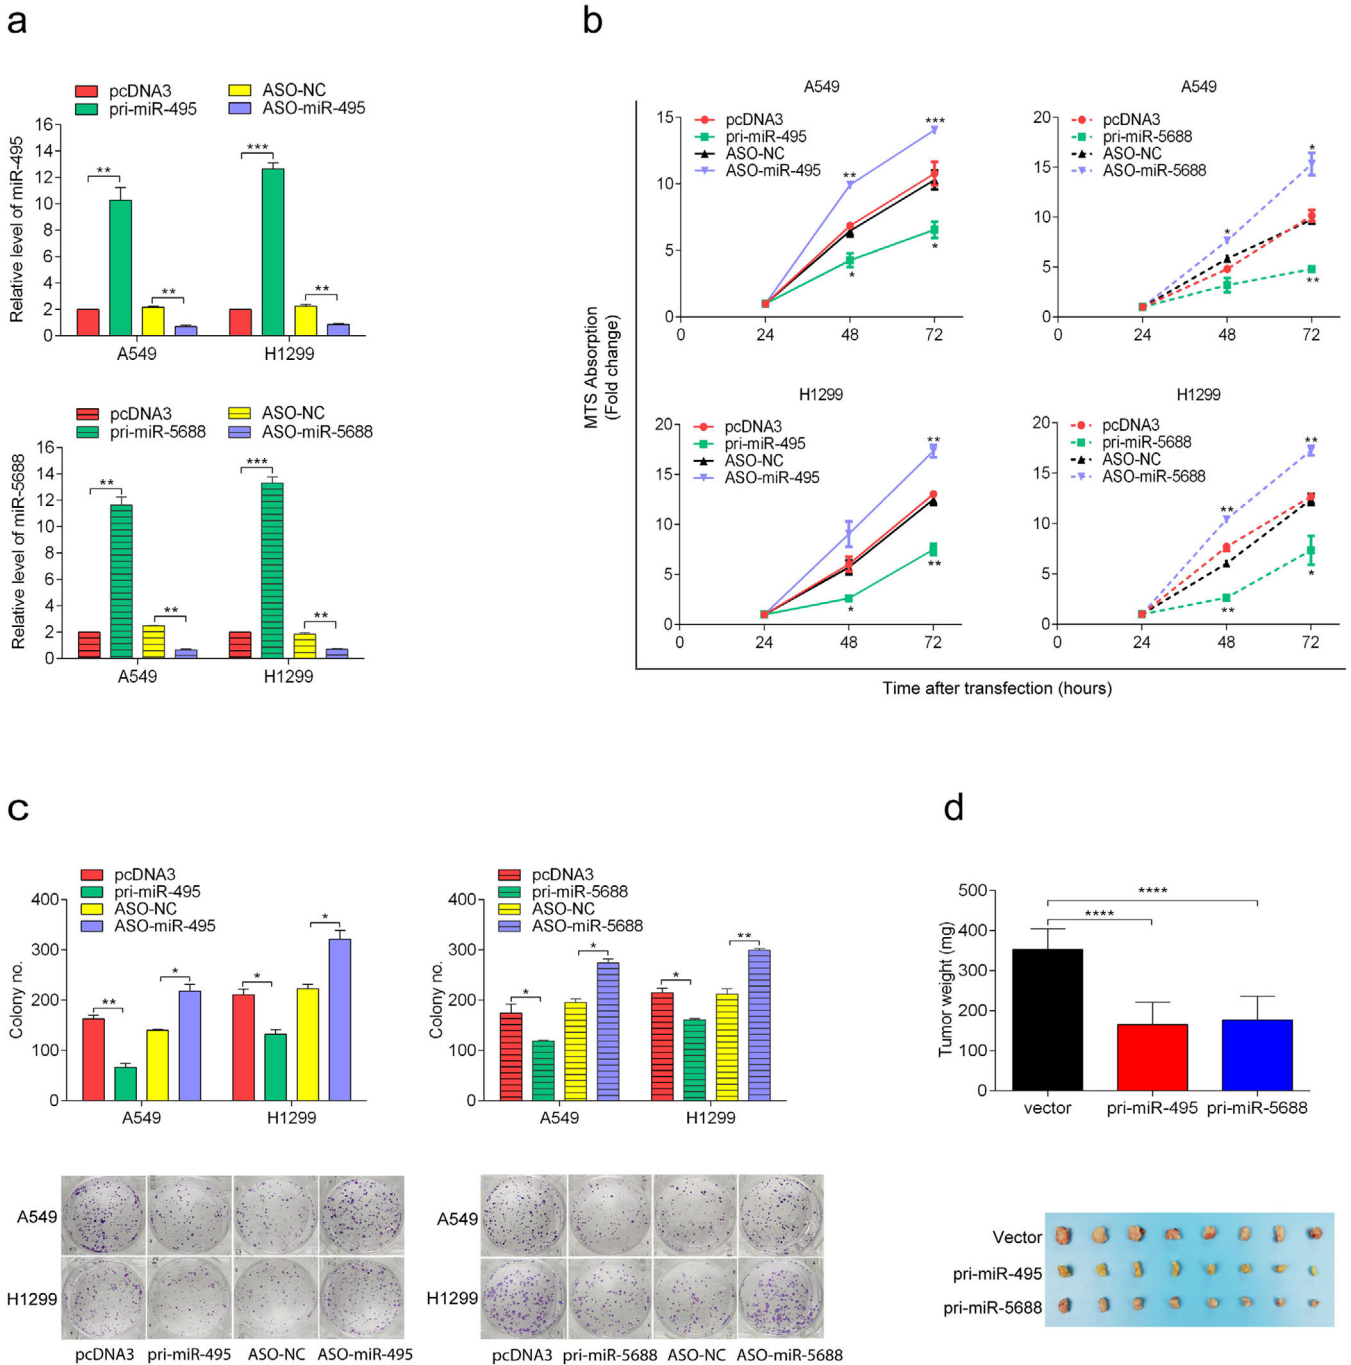 a
pcDNA3 ASO-NC
pri-miR-495 ASO-miR-495
Relative level of miR-495
16
14
12
10
8
6
4
2
0
** *** ** **
A549 H1299
pcDNA3 ASO-NC
pri-miR-5688 ASO-miR-5688
Relative level of miR-5688
16
14
12
10
8
6
4
2
0
** *** ** **
A549 H1299
b
MTS Absorption
(Fold change)
A549
pcDNA3
pri-miR-495
ASO-NC
ASO-miR-495
15
10
5
0
** *** * *
0 24 48 72
A549
pcDNA3
pri-miR-5688
ASO-NC
ASO-miR-5688
20
15
10
5
0
* * **
0 24 48 72
H1299
pcDNA3
pri-miR-495
ASO-NC
ASO-miR-495
20
15
10
5
0
** * **
0 24 48 72
H1299
pcDNA3
pri-miR-5688
ASO-NC
ASO-miR-5688
20
15
10
5
0
** ** ** *
0 24 48 72
Time after transfection (hours)
c
pcDNA3
pri-miR-495
ASO-NC
ASO-miR-495
Colony no.
400
300
200
100
0
** * * *
A549 H1299
pcDNA3
pri-miR-5688
ASO-NC
ASO-miR-5688
Colony no.
400
300
200
100
0
* * * **
A549 H1299
A549
H1299
pcDNA3 pri-miR-495 ASO-NC ASO-miR-495
A549
H1299
pcDNA3 pri-miR-5688 ASO-NC ASO-miR-5688
d
Tumor weight (mg)
500
400
300
200
100
0
****
****
vector pri-miR-495 pri-miR-5688
Vector
pri-miR-495
pri-miR-5688